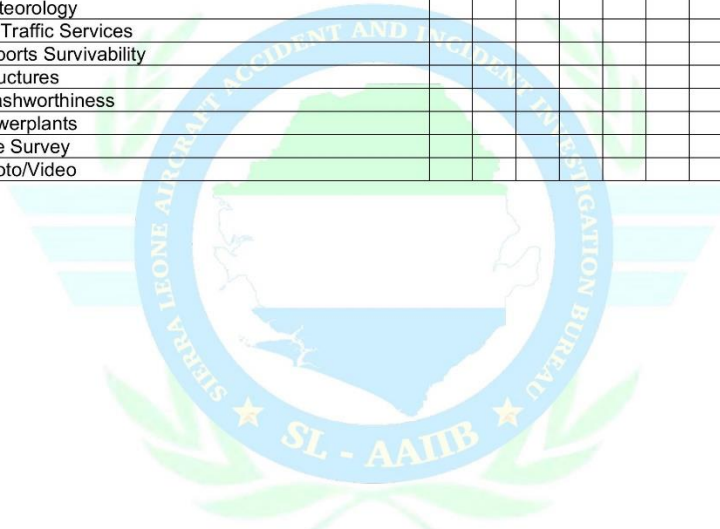 teorology
Traffic Services
ports Survivability
uctures
ashworthiness
werplants
e Survey
oto/Video
SIERRA LEONE AIRCRAFT ACCIDENT AND INCIDENT INVESTIGATION BUREAU
SL - AAIIB